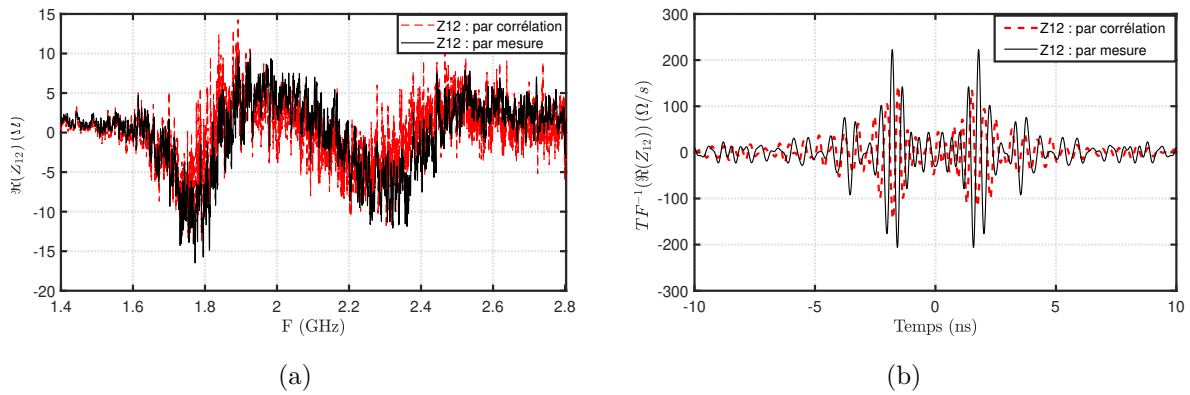 Z12 : par corrélation
Z12 : par mesure
ℜ(Z₁₂) (Ω)
15
10
5
0
-5
-10
-15
-20
1.4 1.6 1.8 2 2.2 2.4 2.6 2.8
F (GHz)
(a)
Z12 : par corrélation
Z12 : par mesure
TF⁻¹(ℜ(Z₁₂)) (Ω/s)
300
200
100
0
-100
-200
-300
-10 -5 0 5 10
Temps (ns)
(b)